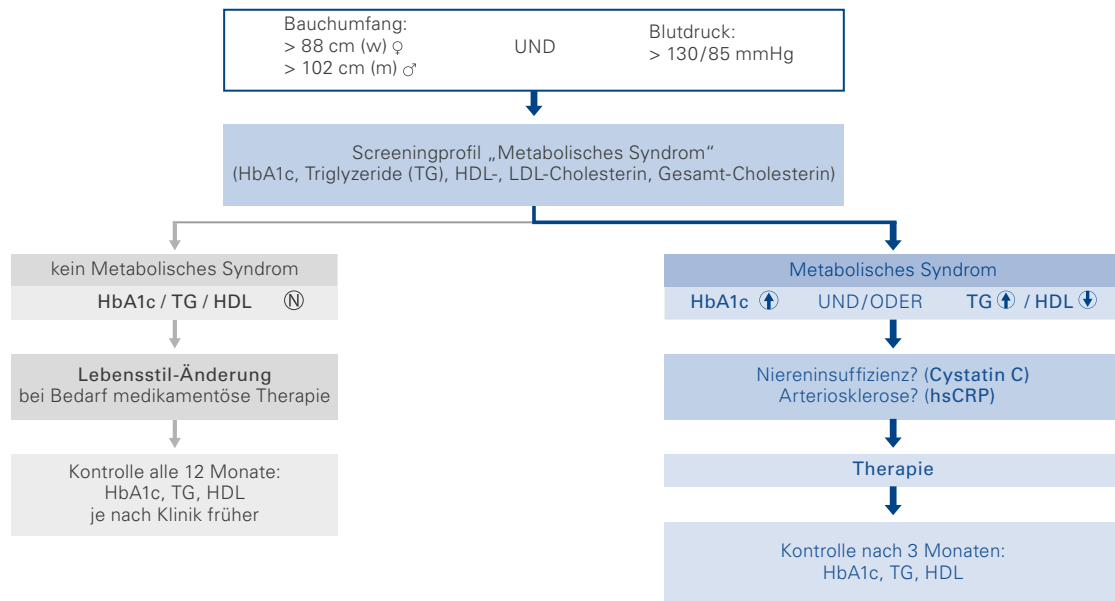 Bauchumfang:
> 88 cm (w) ♀
> 102 cm (m) ♂
UND
Blutdruck:
> 130/85 mmHg
Screeningprofil „Metabolisches Syndrom“
(HbA1c, Triglyzeride (TG), HDL-, LDL-Cholesterin, Gesamt-Cholesterin)
kein Metabolisches Syndrom
HbA1c / TG / HDL Ⓝ
Lebensstil-Änderung
bei Bedarf medikamentöse Therapie
Kontrolle alle 12 Monate:
HbA1c, TG, HDL
je nach Klinik früher
Metabolisches Syndrom
HbA1c ⬆ UND/ODER TG ⬆ / HDL ⬇
Niereninsuffizienz? (Cystatin C)
Arteriosklerose? (hsCRP)
Therapie
Kontrolle nach 3 Monaten:
HbA1c, TG, HDL